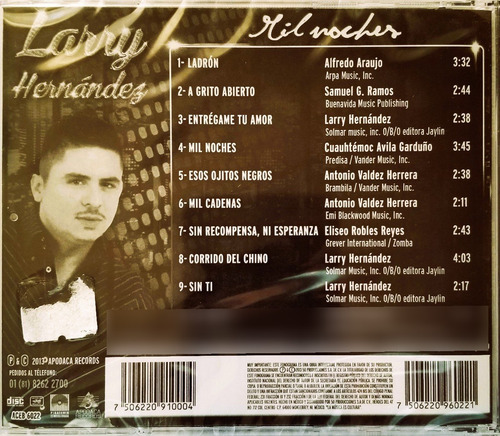 Larry
Hernández
Mil noches
1- LADRÓN Alfredo Araujo 3:32
Arpa Music, Inc.
2- A GRITO ABIERTO Samuel G. Ramos 2:44
Buenavida Music Publishing
3- ENTRÉGAME TU AMOR Larry Hernández 2:38
Solmar music, inc. O/B/O editora Jaylin
4- MIL NOCHES Cuauhtémoc Avila Garduño 3:45
Predisa / Vander Music, Inc.
5- ESOS OJITOS NEGROS Antonio Valdez Herrera 2:38
Brambila / Vander Music, Inc.
6- MIL CADENAS Antonio Valdez Herrera 2:11
Emi Blackwood Music, Inc.
7- SIN RECOMPENSA, NI ESPERANZA Eliseo Robles Reyes 2:43
Grever International / Zomba
8- CORRIDO DEL CHINO Larry Hernández 4:03
Solmar Music, Inc. O/B/O editora Jaylin
9- SIN TI Larry Hernández 2:17
Solmar Music, Inc. O/B/O editora Jaylin
P & C 2013 APODACA RECORDS
PEDIDOS AL TELÉFONO:
01 (81) 8262 2700
disc
ACED 6022
7 506220 910004
7 506220 960221